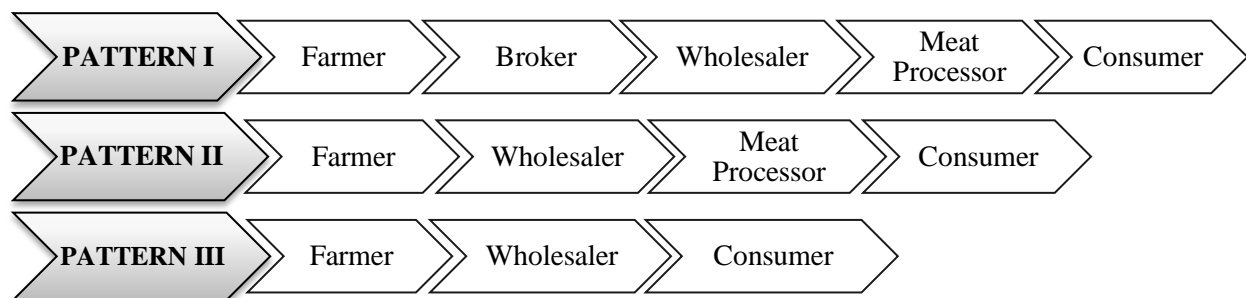 PATTERN I Farmer Broker Wholesaler Meat Processor Consumer
PATTERN II Farmer Wholesaler Meat Processor Consumer
PATTERN III Farmer Wholesaler Consumer